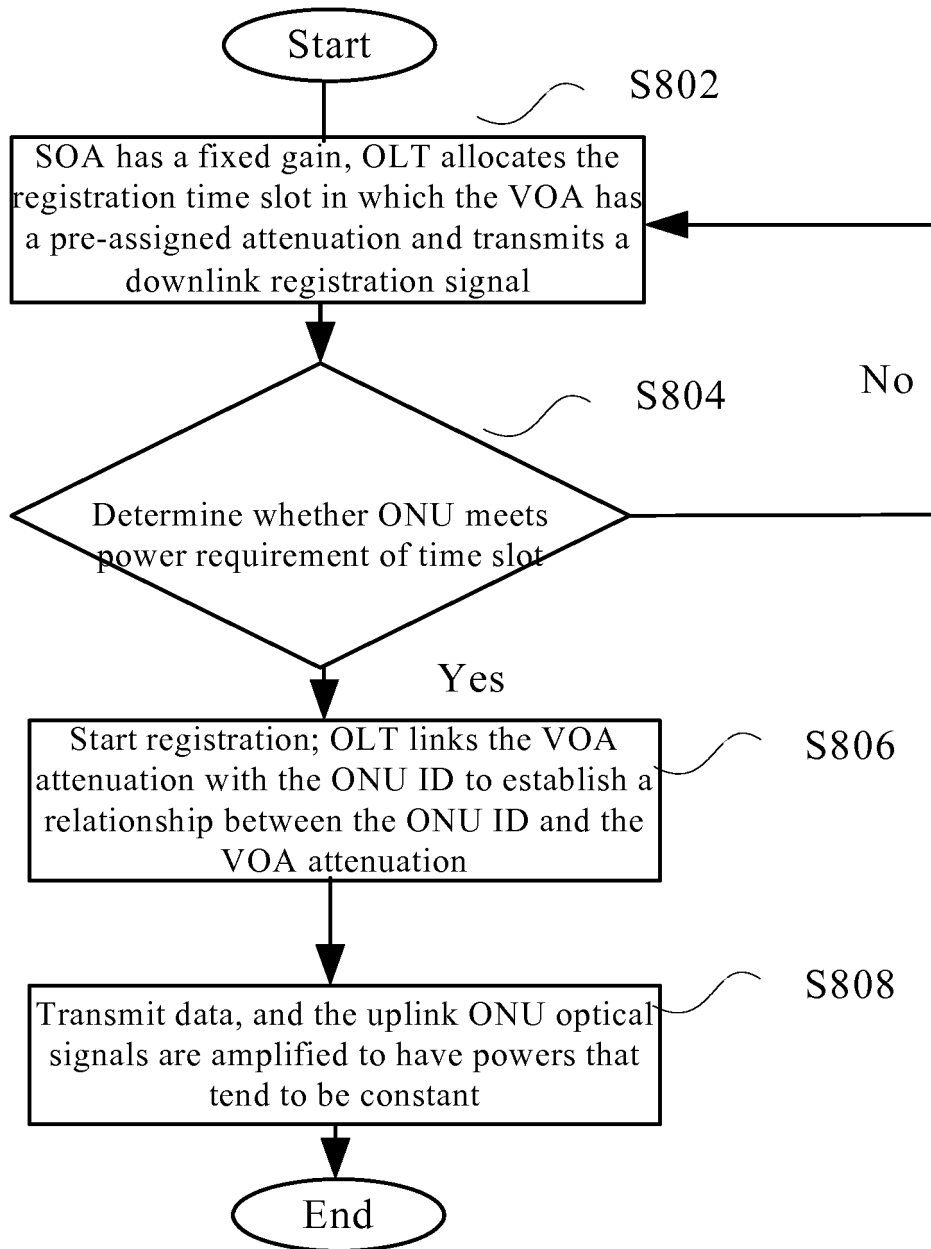 Start
S802
SOA has a fixed gain, OLT allocates the
registration time slot in which the VOA has
a pre-assigned attenuation and transmits a
downlink registration signal
S804
No
Determine whether ONU meets
power requirement of time slot
Yes
Start registration; OLT links the VOA
attenuation with the ONU ID to establish a
relationship between the ONU ID and the
VOA attenuation
S806
Transmit data, and the uplink ONU optical
signals are amplified to have powers that
tend to be constant
S808
End